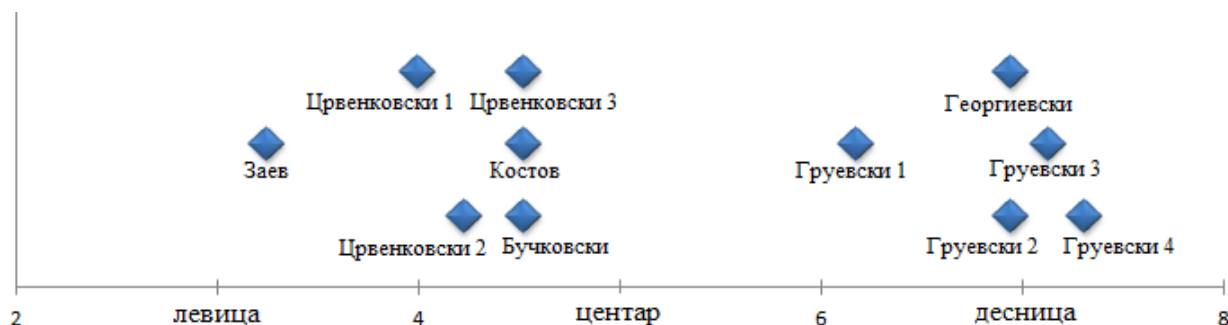 Црвенковски 1 Црвенковски 3 Георгиевски
Заев Костов Груевски 1 Груевски 3
Црвенковски 2 Бучковски Груевски 2 Груевски 4
2 левица 4 центар 6 десница 8